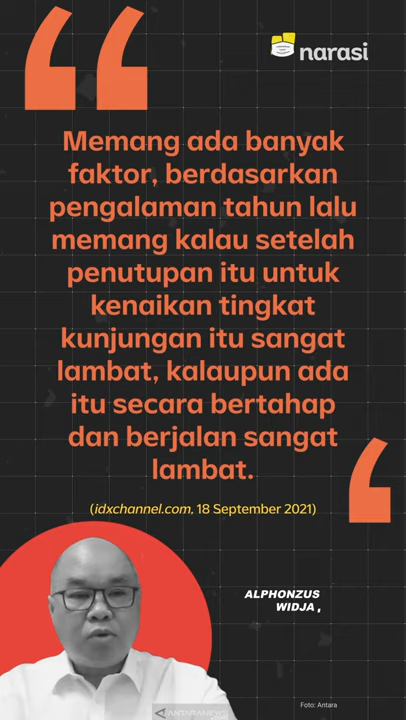 narasi
Memang ada banyak
faktor, berdasarkan
pengalaman tahun lalu
memang kalau setelah
penutupan itu untuk
kenaikan tingkat
kunjungan itu sangat
lambat, kalaupun ada
itu secara bertahap
dan berjalan sangat
lambat.
(idxchannel.com, 18 September 2021)
ALPHONZUS
WIDJA,
ANTARANEWS
Foto: Antara